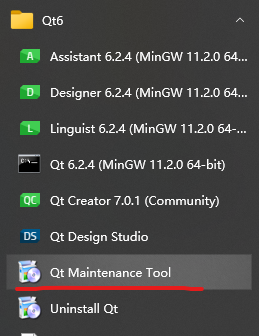 Qt6
Assistant 6.2.4 (MinGW 11.2.0 64-...
Designer 6.2.4 (MinGW 11.2.0 64-...
Linguist 6.2.4 (MinGW 11.2.0 64-...
Qt 6.2.4 (MinGW 11.2.0 64-bit)
Qt Creator 7.0.1 (Community)
Qt Design Studio
Qt Maintenance Tool
Uninstall Qt